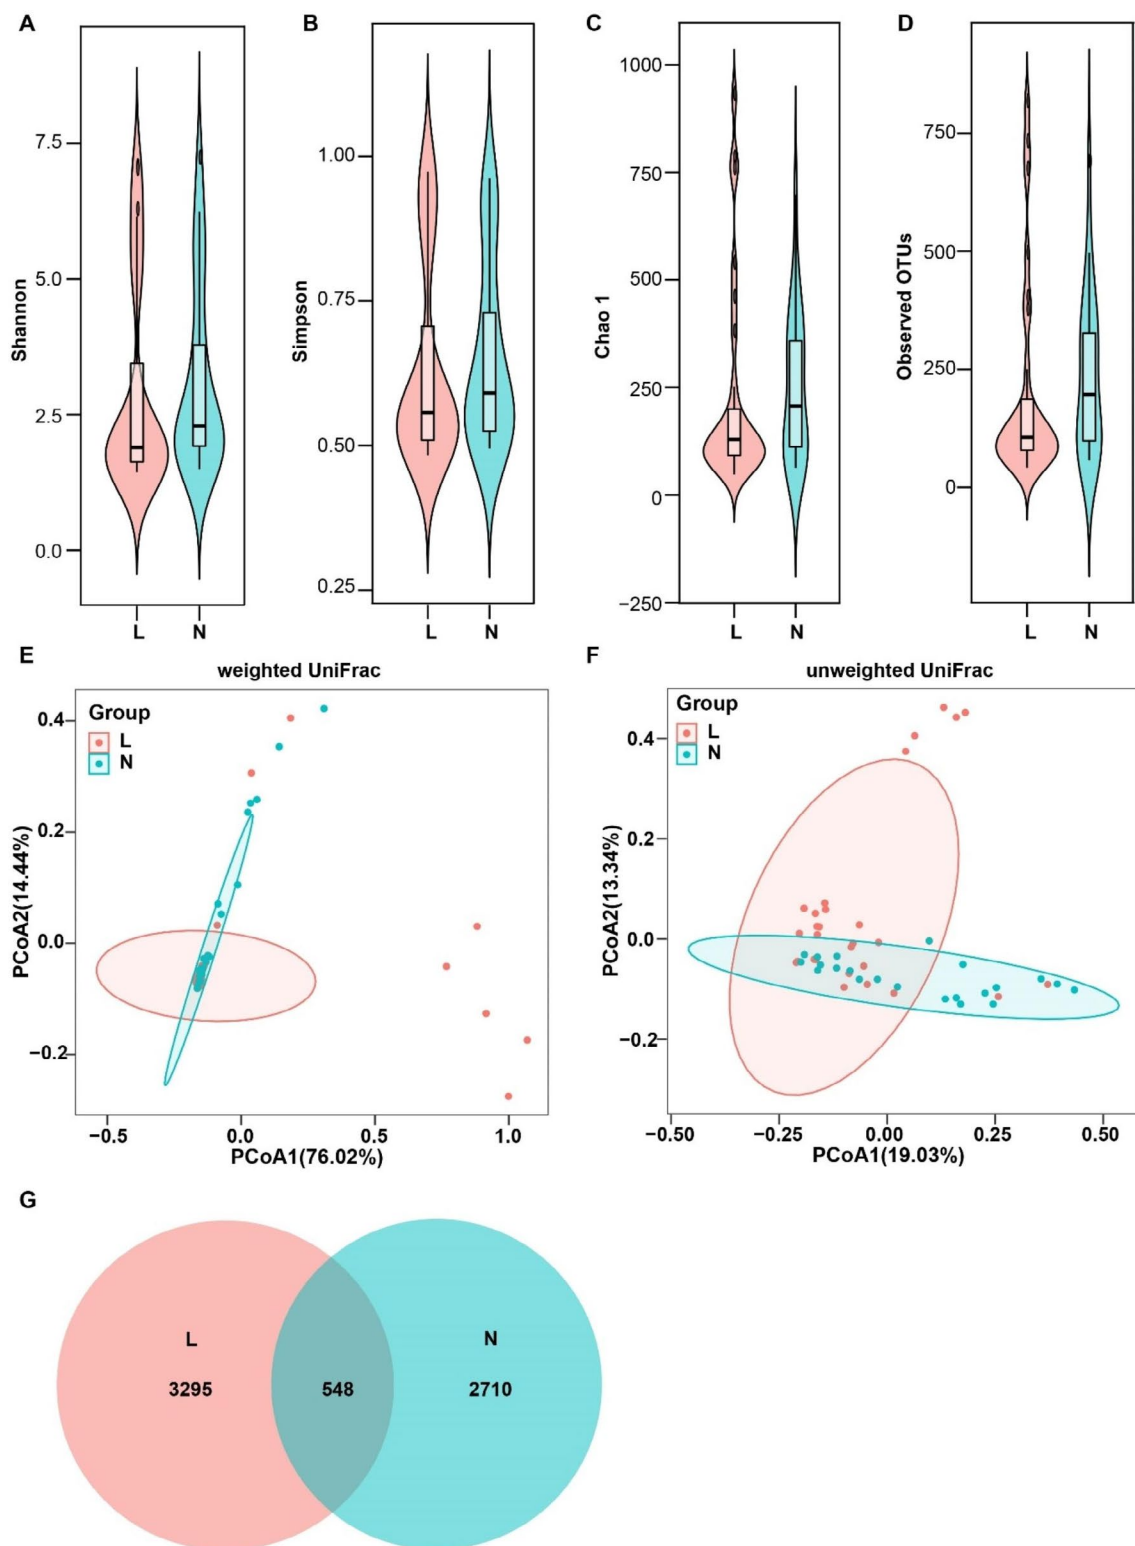 A
B
C
D
Shannon
7.5
5.0
2.5
0.0
L
N
Simpson
1.00
0.75
0.50
0.25
L
N
Chao 1
1000
750
500
250
0
−250
L
N
Observed OTUs
750
500
250
0
L
N
E
weighted UniFrac
Group
L
N
PCoA2(14.44%)
0.4
0.2
0.0
−0.2
−0.5
0.0
0.5
1.0
PCoA1(76.02%)
F
unweighted UniFrac
Group
L
N
PCoA2(13.34%)
0.4
0.2
0.0
−0.2
−0.50
−0.25
0.00
0.25
0.50
PCoA1(19.03%)
G
L
N
3295
548
2710